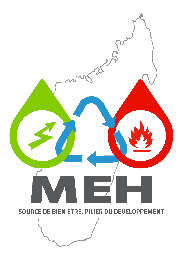 MEH
SOURCE DE BIEN ETRE, PILIER DU DEVELOPPEMENT